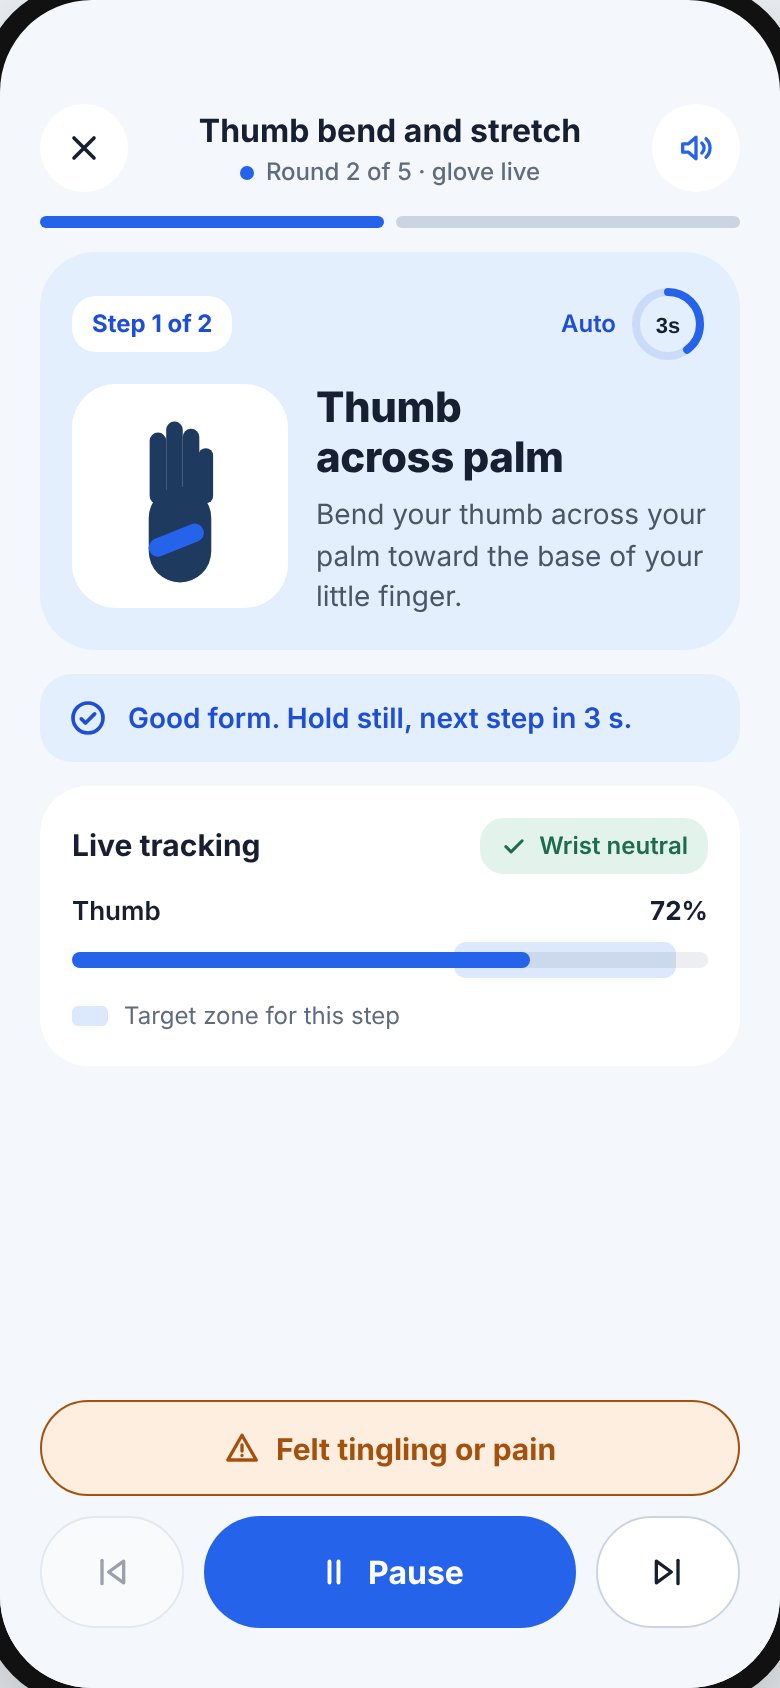 Thumb bend and stretch
Round 2 of 5 · glove live
Step 1 of 2
Auto
3s
Thumb
across palm
Bend your thumb across your
palm toward the base of your
little finger.
Good form. Hold still, next step in 3 s.
Live tracking
Wrist neutral
Thumb
72%
Target zone for this step
Felt tingling or pain
Pause